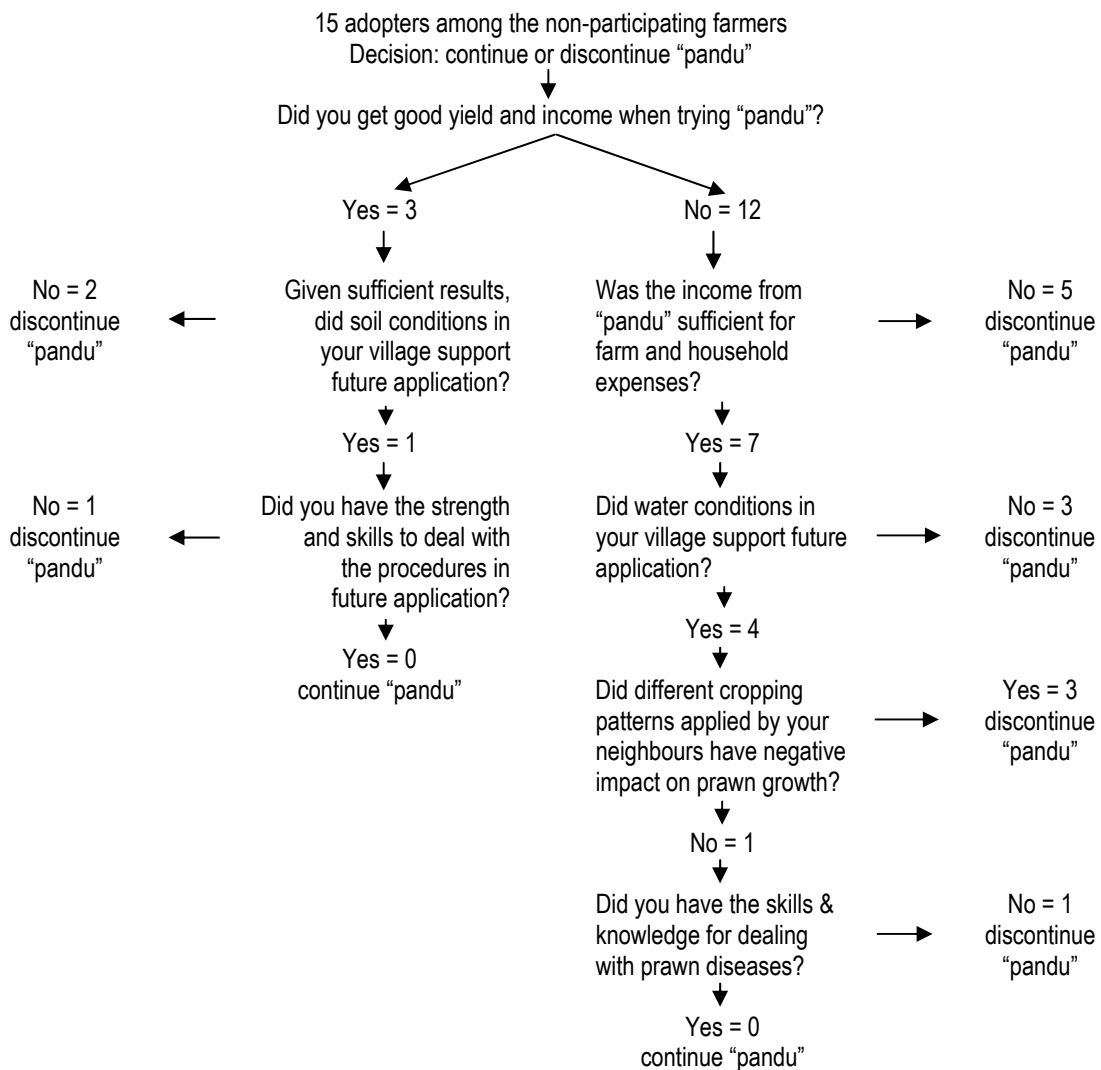 15 adopters among the non-participating farmers
Decision: continue or discontinue “pandu”
Did you get good yield and income when trying “pandu”?
Yes = 3
No = 12
No = 2
discontinue
“pandu”
Given sufficient results,
did soil conditions in
your village support
future application?
Was the income from
“pandu” sufficient for
farm and household
expenses?
No = 5
discontinue
“pandu”
Yes = 1
Yes = 7
No = 1
discontinue
“pandu”
Did you have the strength
and skills to deal with
the procedures in
future application?
Did water conditions in
your village support future
application?
No = 3
discontinue
“pandu”
Yes = 0
continue “pandu”
Yes = 4
Did different cropping
patterns applied by your
neighbours have negative
impact on prawn growth?
Yes = 3
discontinue
“pandu”
No = 1
Did you have the skills &
knowledge for dealing
with prawn diseases?
No = 1
discontinue
“pandu”
Yes = 0
continue “pandu”